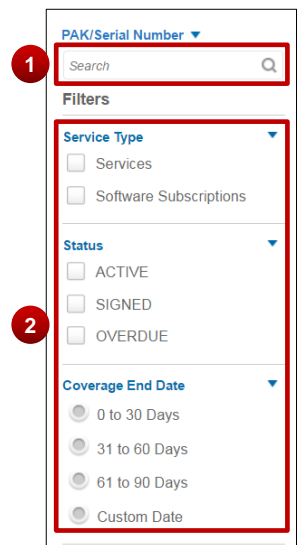 PAK/Serial Number
1
Search
Filters
Service Type
Services
Software Subscriptions
Status
ACTIVE
SIGNED
2
OVERDUE
Coverage End Date
0 to 30 Days
31 to 60 Days
61 to 90 Days
Custom Date